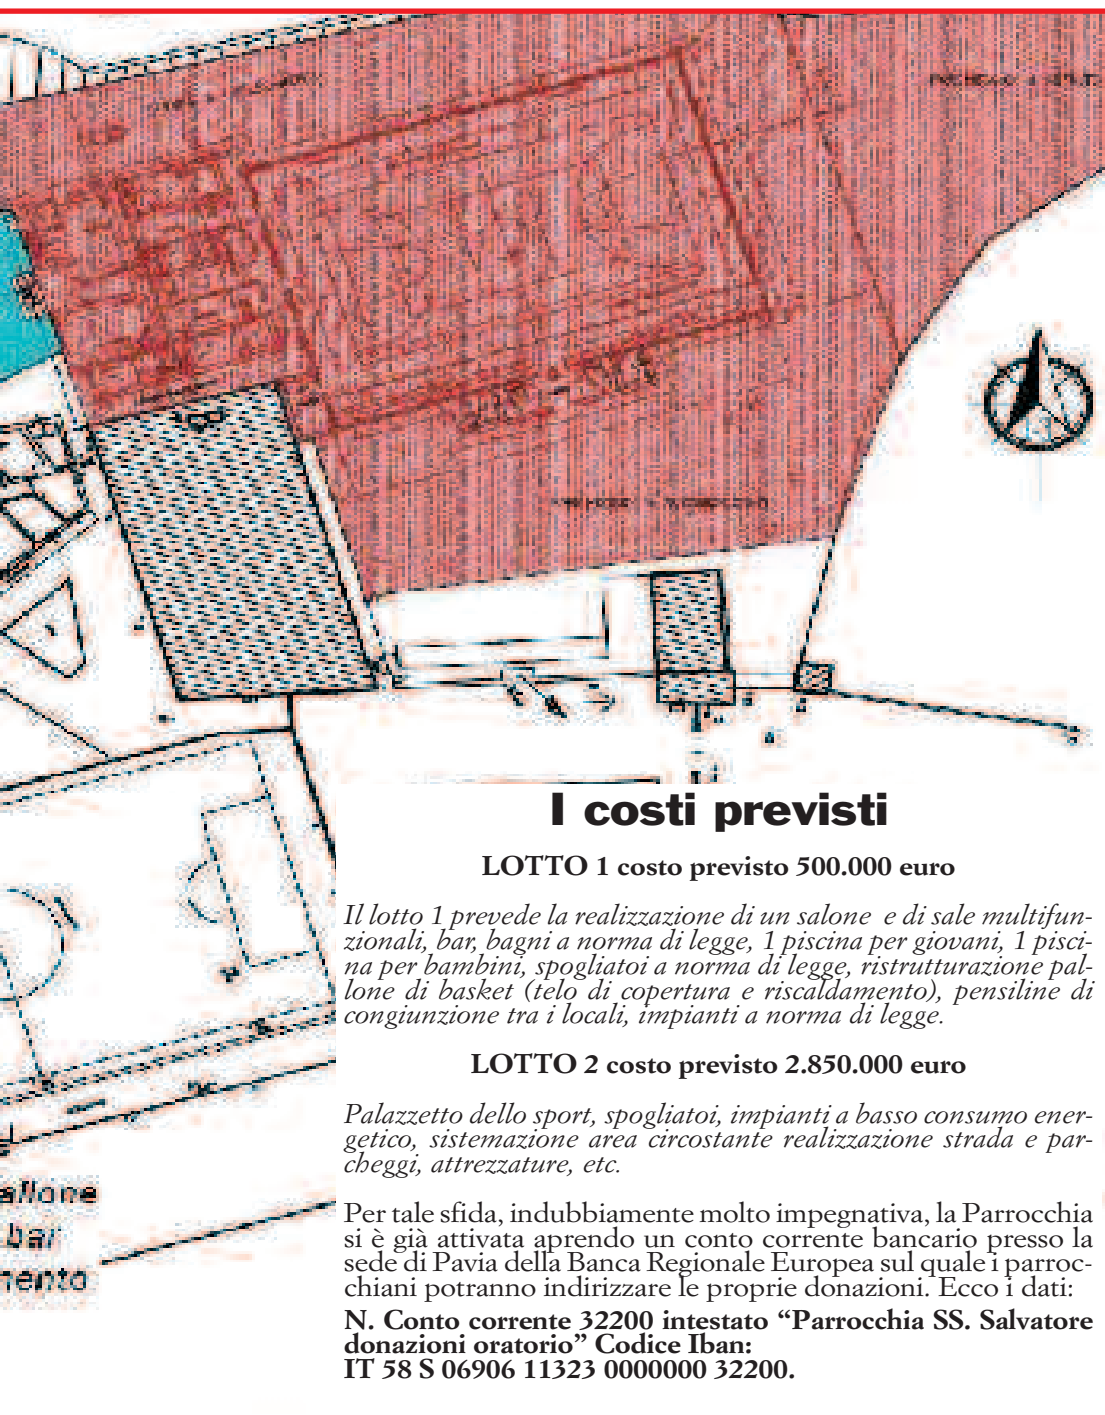 I costi previsti
LOTTO 1 costo previsto 500.000 euro
Il lotto 1 prevede la realizzazione di un salone e di sale multifun-
zionali, bar, bagni a norma di legge, 1 piscina per giovani, 1 pisci-
na per bambini, spogliatoi a norma di legge, ristrutturazione pal-
lone di basket (telo di copertura e riscaldamento), pensiline di
congiunzione tra i locali, impianti a norma di legge.
LOTTO 2 costo previsto 2.850.000 euro
Palazzetto dello sport, spogliatoi, impianti a basso consumo ener-
getico, sistemazione area circostante realizzazione strada e par-
cheggi, attrezzature, etc.
Per tale sfida, indubbiamente molto impegnativa, la Parrocchia
si è già attivata aprendo un conto corrente bancario presso la
sede di Pavia della Banca Regionale Europea sul quale i parroc-
chiani potranno indirizzare le proprie donazioni. Ecco i dati:
N. Conto corrente 32200 intestato “Parrocchia SS. Salvatore
donazioni oratorio” Codice Iban:
IT 58 S 06906 11323 0000000 32200.
allone
bar
mento